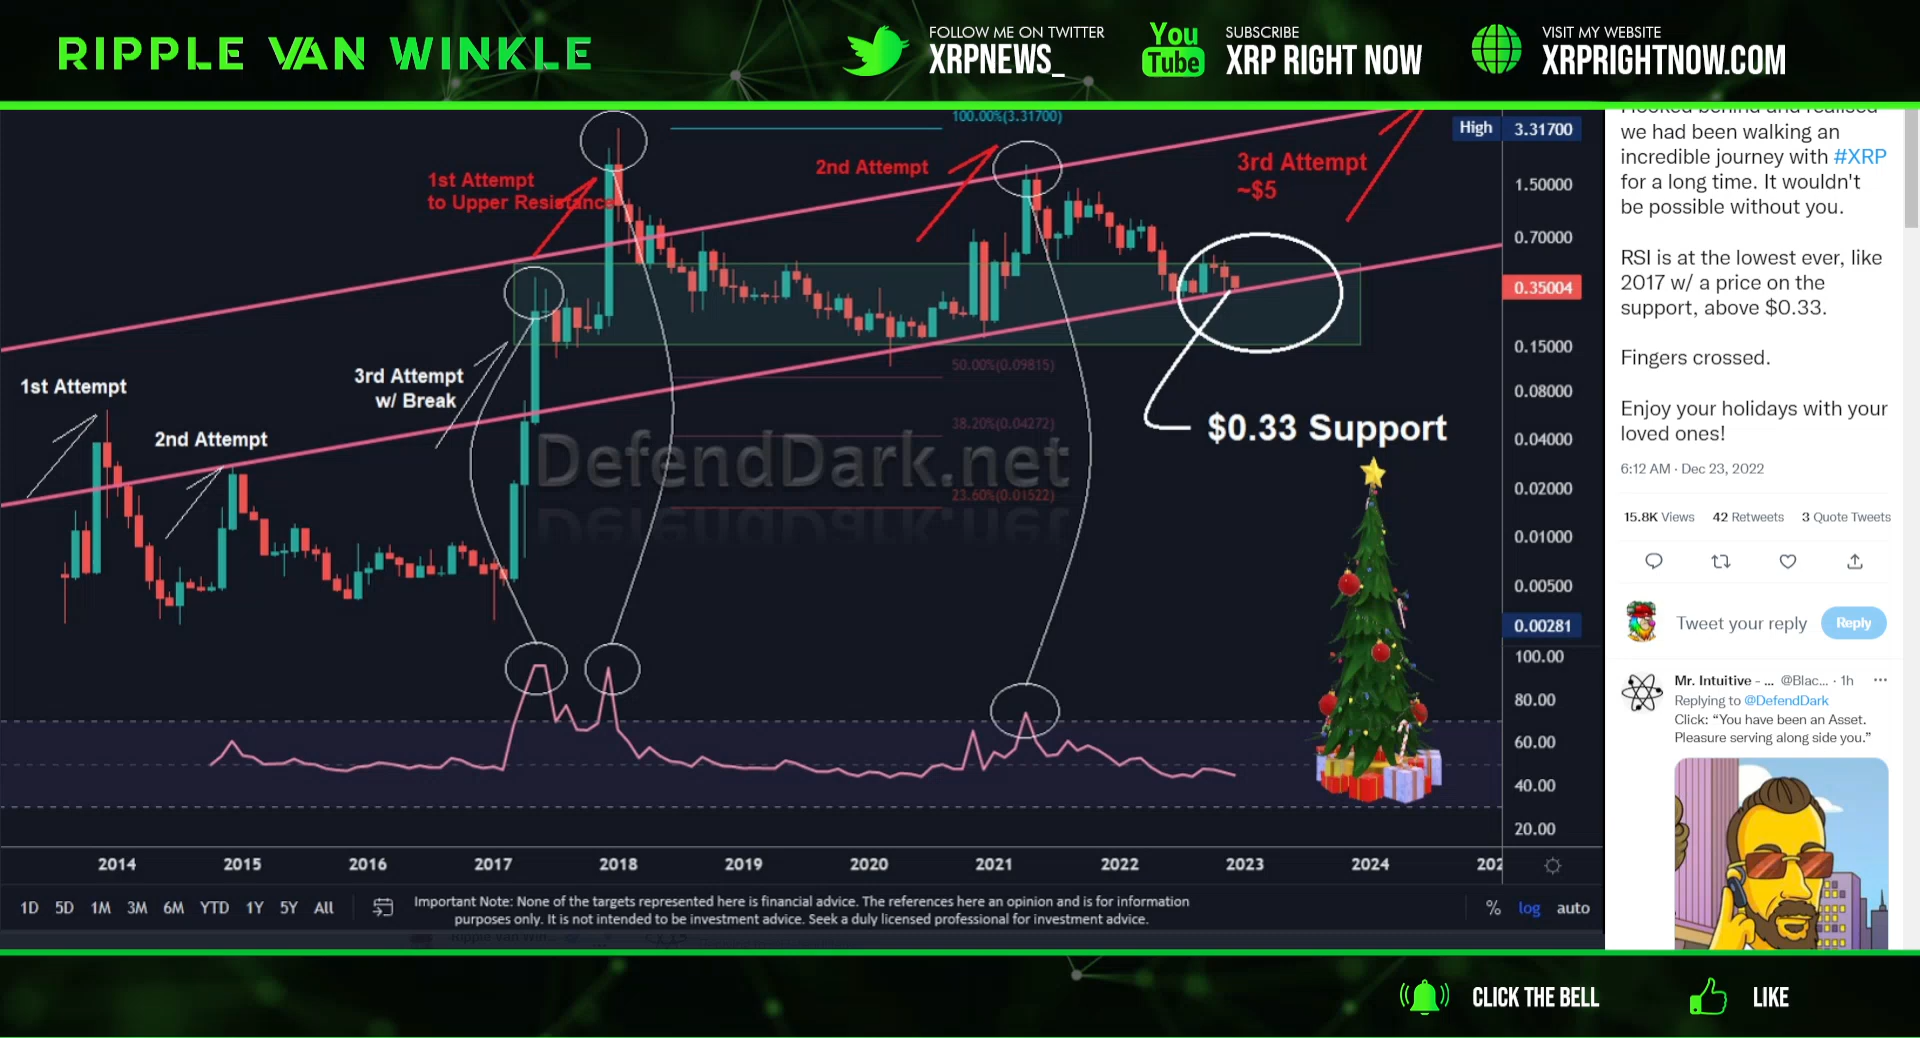 RIPPLE VAN WINKLE
FOLLOW ME ON TWITTER
XRPNEWS_
You
Tube
SUBSCRIBE
XRP RIGHT NOW
VISIT MY WEBSITE
XRPRIGHTNOW.COM
100.00%(3.31700)
High 3.31700
1st Attempt
to Upper Resistance
2nd Attempt
3rd Attempt
~$5
1.50000
0.70000
0.35004
0.15000
0.08000
0.04000
0.02000
0.01000
0.00500
0.00281
100.00
80.00
60.00
40.00
20.00
1st Attempt
2nd Attempt
3rd Attempt
w/ Break
50.00%(0.09815)
38.20%(0.04272)
23.60%(0.01522)
$0.33 Support
DefendDark.net
2014 2015 2016 2017 2018 2019 2020 2021 2022 2023 2024 202
1D 5D 1M 3M 6M YTD 1Y 5Y All
Important Note: None of the targets represented here is financial advice. The references here an opinion and is for information
purposes only. It is not intended to be investment advice. Seek a duly licensed professional for investment advice.
% log auto
we had been walking an
incredible journey with #XRP
for a long time. It wouldn't
be possible without you.
RSI is at the lowest ever, like
2017 w/ a price on the
support, above $0.33.
Fingers crossed.
Enjoy your holidays with your
loved ones!
6:12 AM · Dec 23, 2022
15.8K Views 42 Retweets 3 Quote Tweets
Tweet your reply Reply
Mr. Intuitive - ... @Blac... · 1h
Replying to @DefendDark
Click: “You have been an Asset.
Pleasure serving along side you.”
CLICK THE BELL
LIKE